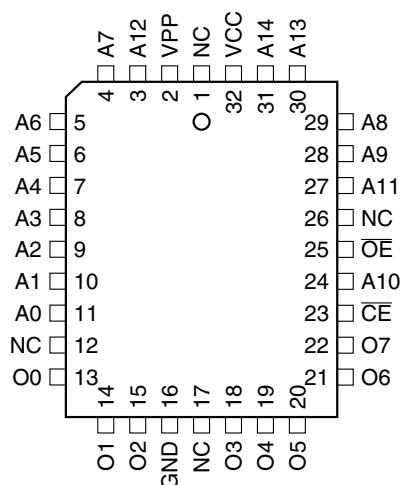 A7 A12 VPP NC VCC A14 A13
4 3 2 1 32 31 30
A6 5 29 A8
A5 6 28 A9
A4 7 27 A11
A3 8 26 NC
A2 9 25 OE
A1 10 24 A10
A0 11 23 CE
NC 12 22 O7
O0 13 21 O6
14 15 16 17 18 19 20
O1 O2 GND NC O3 O4 O5